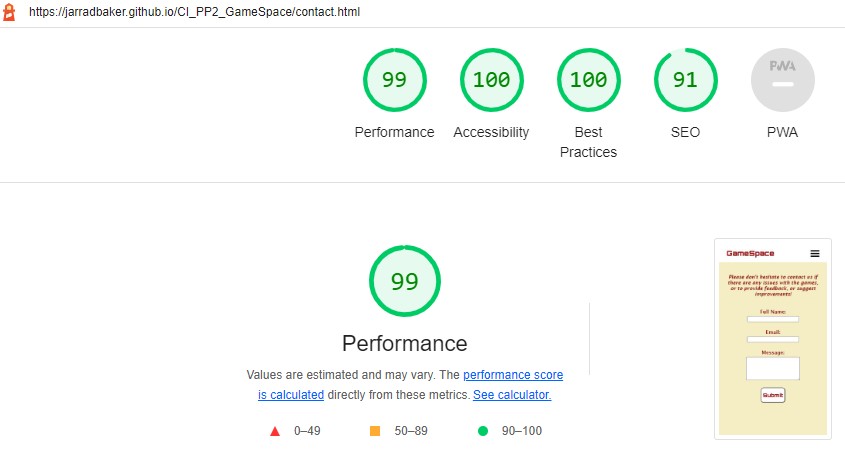 https://jarradbaker.github.io/CI_PP2_GameSpace/contact.html
99
100
100
91
PWA
Performance
Accessibility
Best
Practices
SEO
PWA
99
Performance
Values are estimated and may vary. The performance score
is calculated directly from these metrics. See calculator.
0–49
50–89
90–100
GameSpace
Please don't hesitate to contact us if
there are any issues with the games,
or to provide feedback, or suggest
improvements!
Full Name:
Email:
Message:
Submit